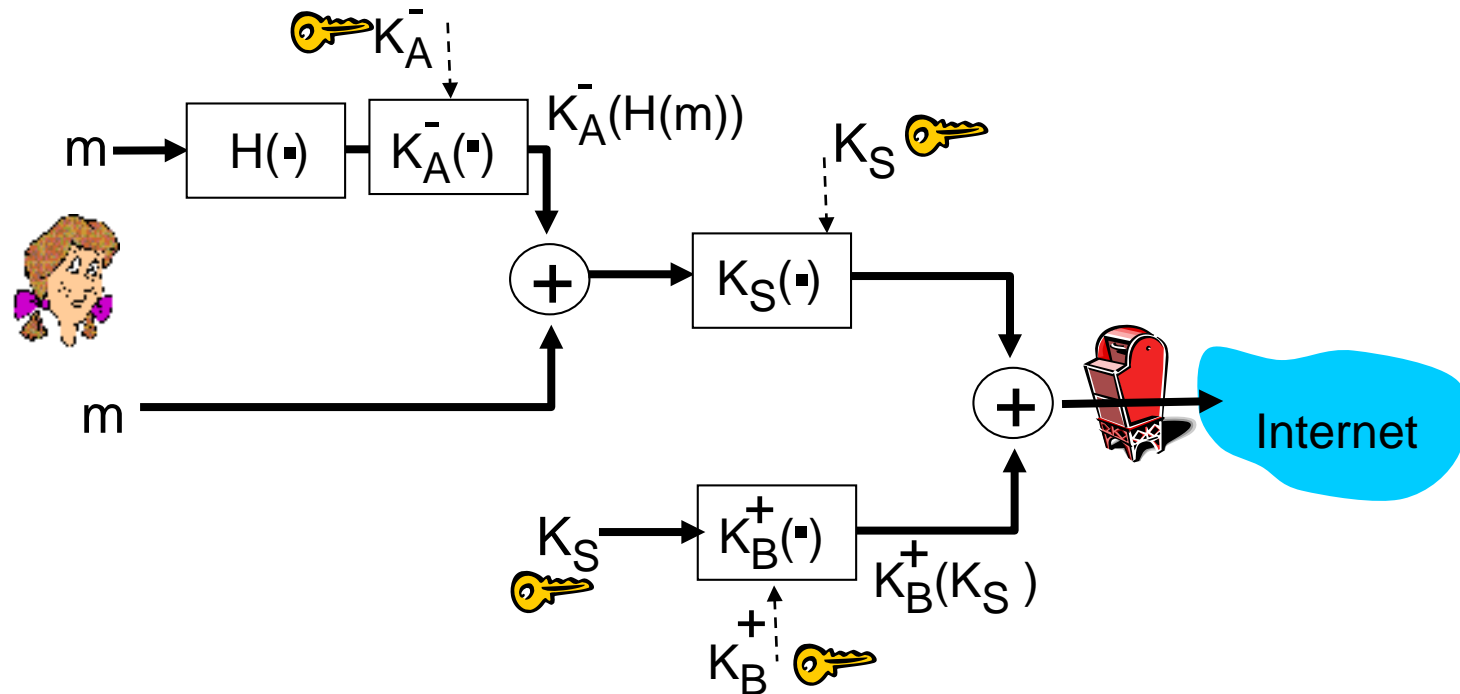 K_A^-
m
H(▪)
K_A^-(▪)
K_A^-(H(m))
K_S
+
K_S(▪)
m
+
Internet
K_S
K_B^+(▪)
K_B^+(K_S )
K_B^+